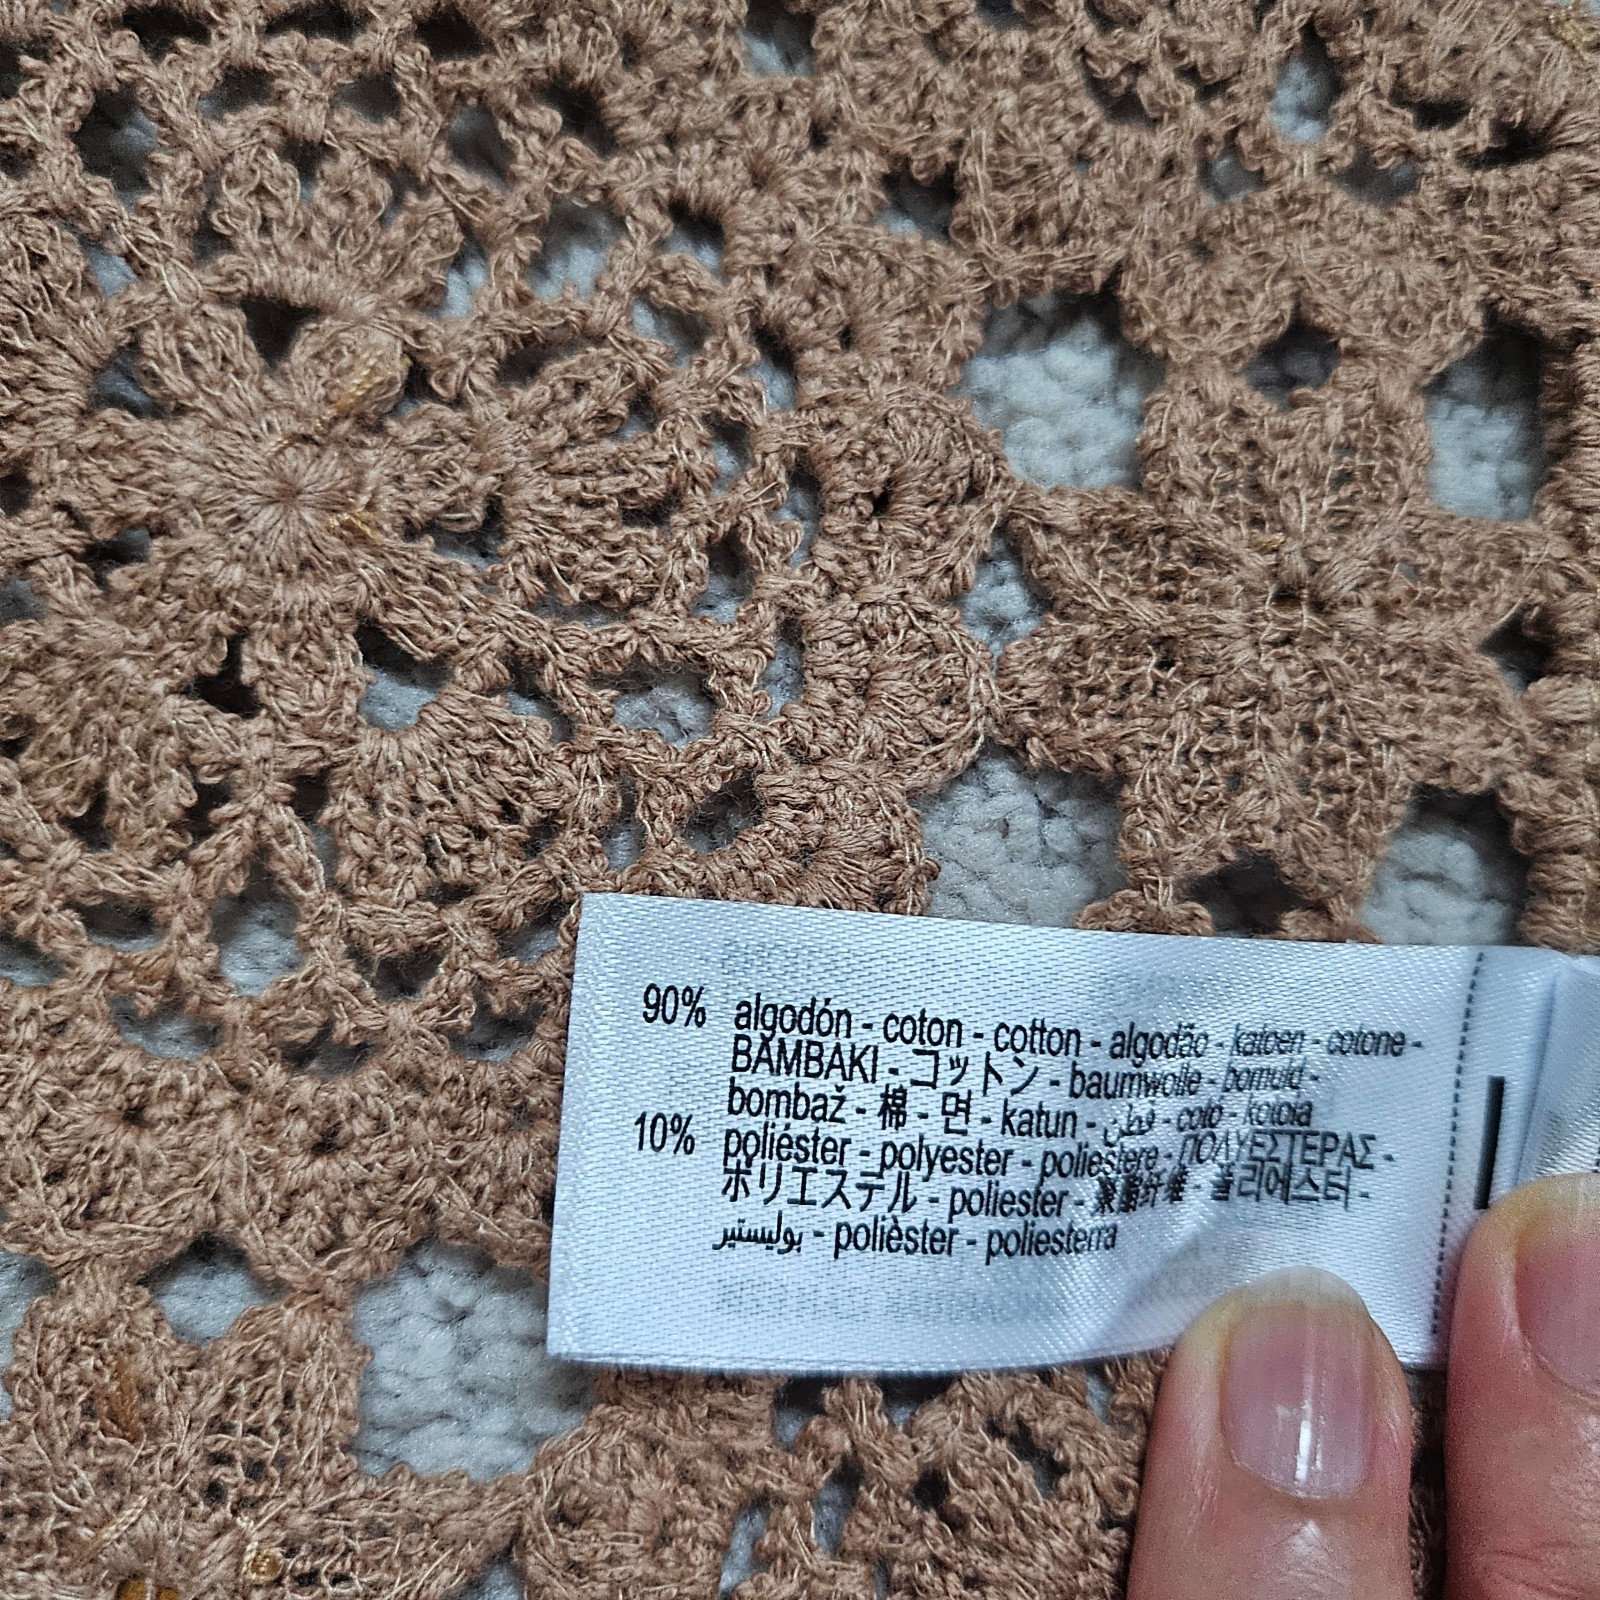 90% algodón - coton - cotton - algodão - katoen - cotone -
BAMBAKI - コットン - baumwolle - bomuld -
bombaž - 棉 - 면 - katun - قطن - coto - kotoia
10% poliéster - polyester - poliestere - ΠΟΛΥΕΣΤΕΡΑΣ -
ポリエステル - poliester - 聚酯纤维 - 폴리에스터 -
بوليستير - polièster - poliesterra